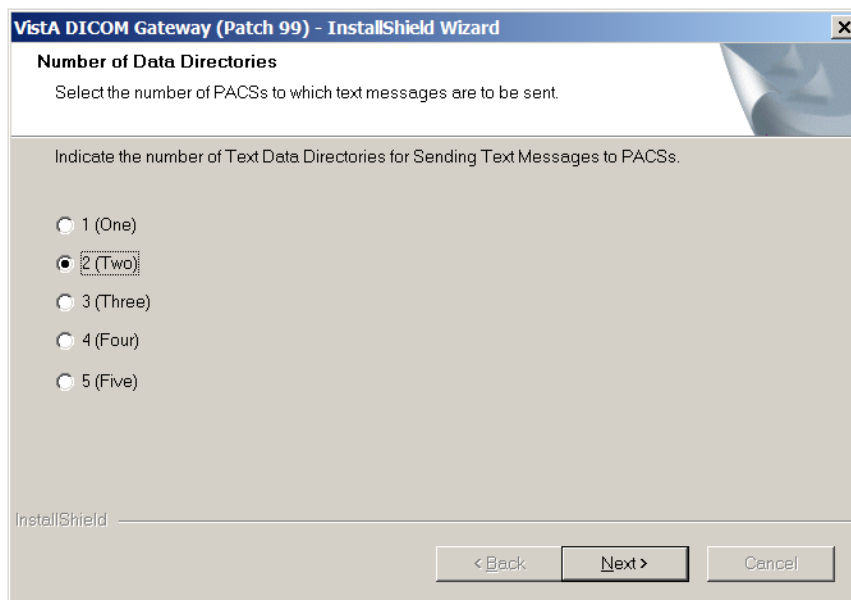 VistA DICOM Gateway (Patch 99) - InstallShield Wizard
Number of Data Directories
Select the number of PACSs to which text messages are to be sent.
Indicate the number of Text Data Directories for Sending Text Messages to PACSs.
1 (One)
2 (Two)
3 (Three)
4 (Four)
5 (Five)
InstallShield
< Back Next > Cancel